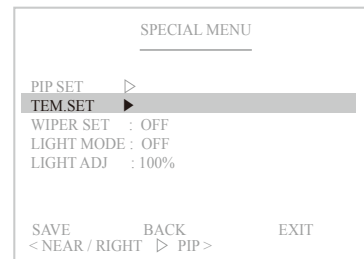 SPECIAL MENU
PIP SET ▷
TEM.SET ▶
WIPER SET : OFF
LIGHT MODE : OFF
LIGHT ADJ : 100%
SAVE BACK EXIT
< NEAR / RIGHT ▷ PIP >